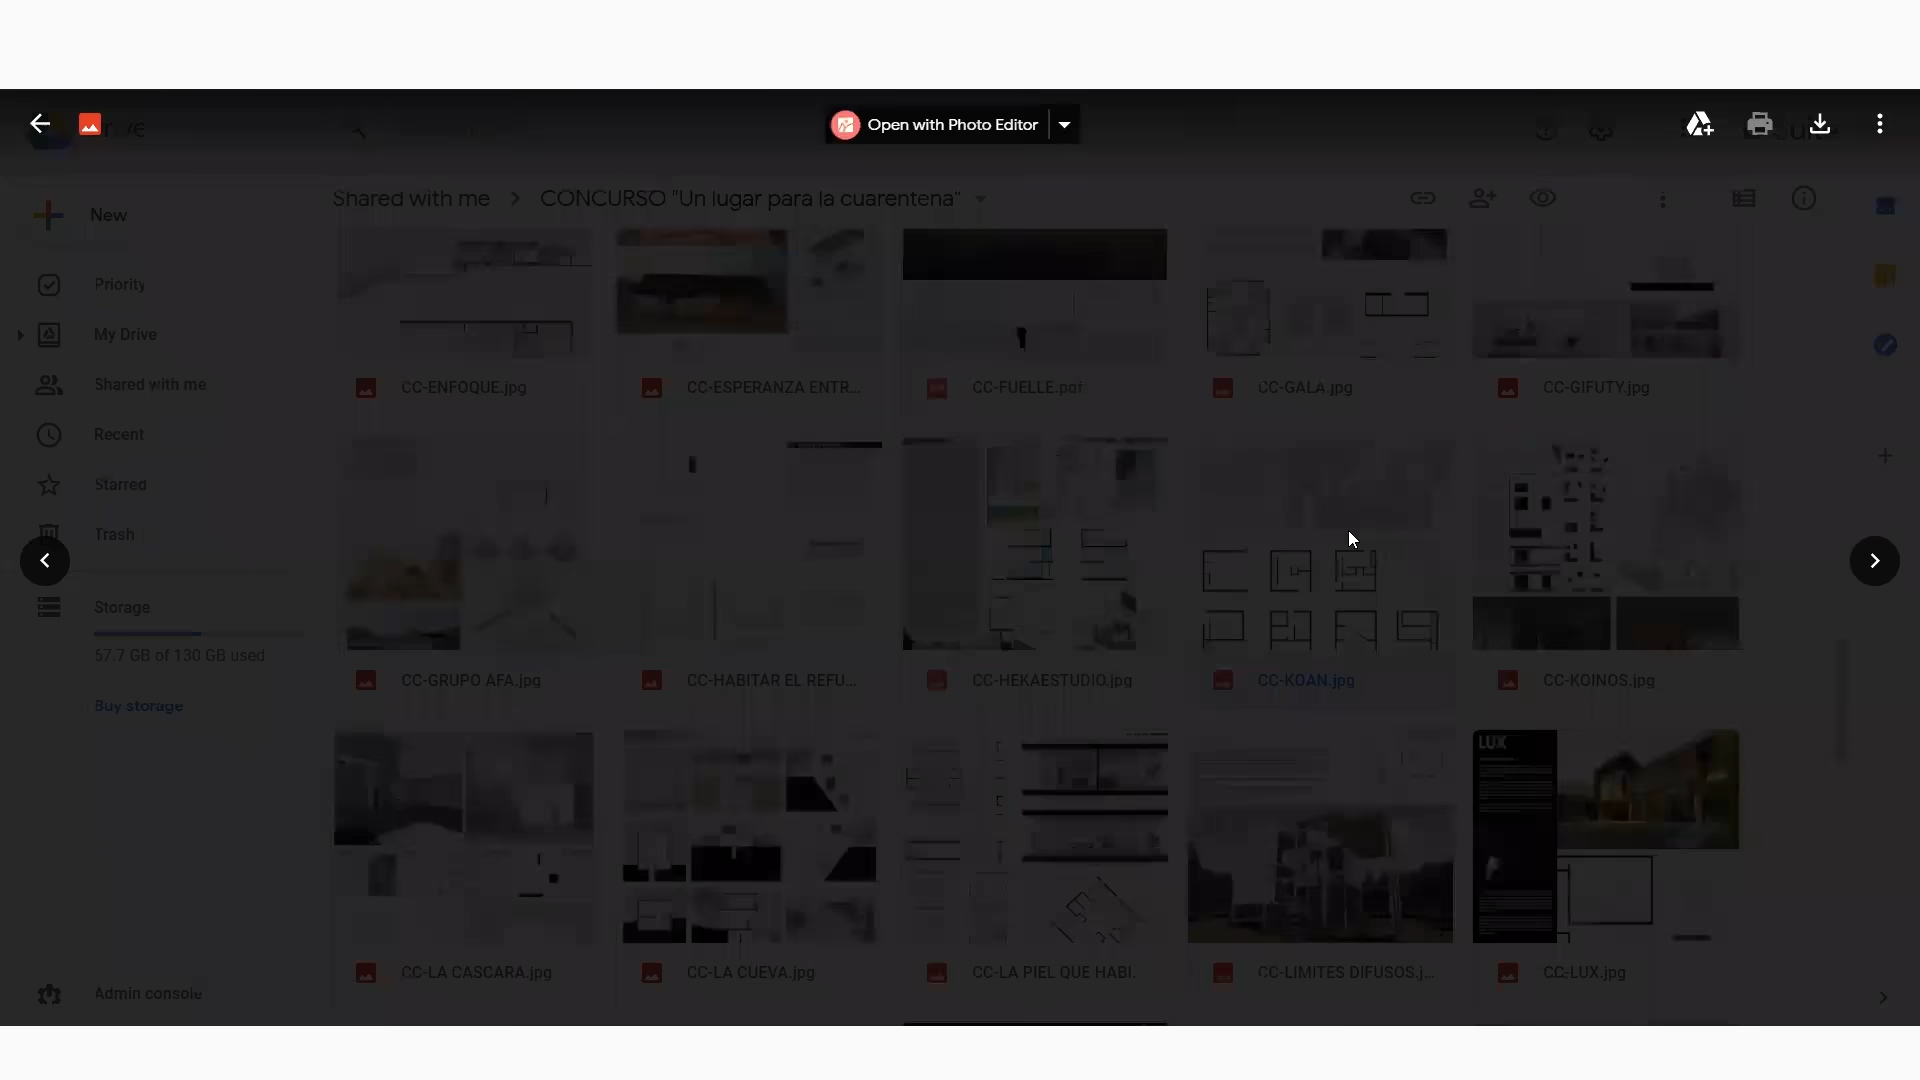 Open with Photo Editor
New
Shared with me
CONCURSO "Un lugar para la cuarentena"
Priority
My Drive
Shared with me
Recent
Starred
Trash
Storage
57.7 GB of 130 GB used
Buy storage
Admin console
CC-ENFOQUE.jpg
CC-ESPERANZA ENTR...
CC-FUELLE.pdf
CC-GALA.jpg
CC-GIFUTY.jpg
CC-GRUPO AFA.jpg
CC-HABITAR EL REFU...
CC-HEKAESTUDIO.jpg
CC-KOAN.jpg
CC-KOINOS.jpg
LUX
CC-LA CASCARA.jpg
CC-LA CUEVA.jpg
CC-LA PIEL QUE HABI.
CC-LIMITES DIFUSOS.j...
CC-LUX.jpg